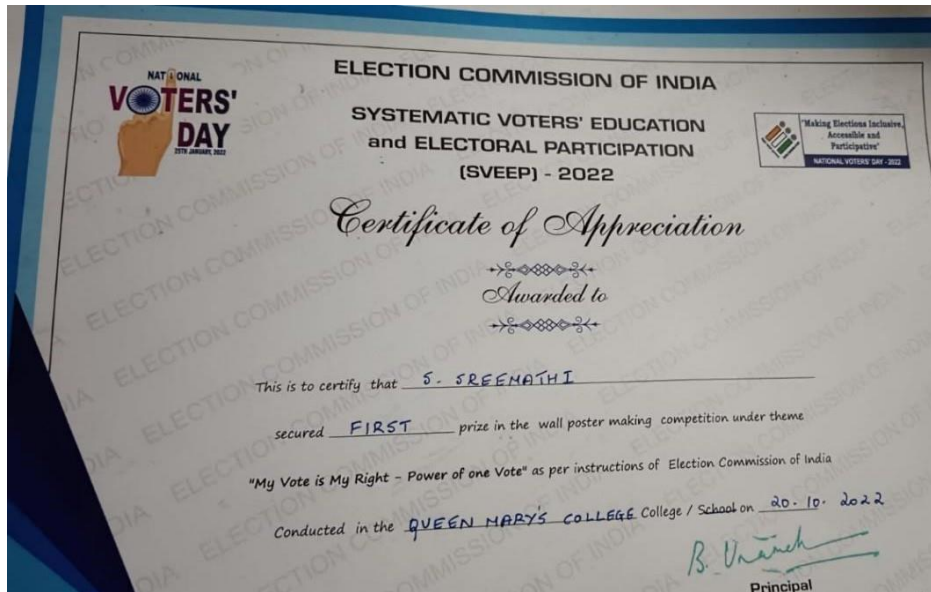 NATIONAL
VOTERS'
DAY
25TH JANUARY, 2022
ELECTION COMMISSION OF INDIA
SYSTEMATIC VOTERS' EDUCATION
and ELECTORAL PARTICIPATION
(SVEEP) - 2022
"Making Elections Inclusive,
Accessible and
Participative"
NATIONAL VOTERS' DAY - 2022
Certificate of Appreciation
Awarded to
This is to certify that S. SREEMATHI
secured FIRST prize in the wall poster making competition under theme
"My Vote is My Right - Power of one Vote" as per instructions of Election Commission of India
Conducted in the QUEEN MARY'S COLLEGE College / School on 20. 10. 2022
Principal